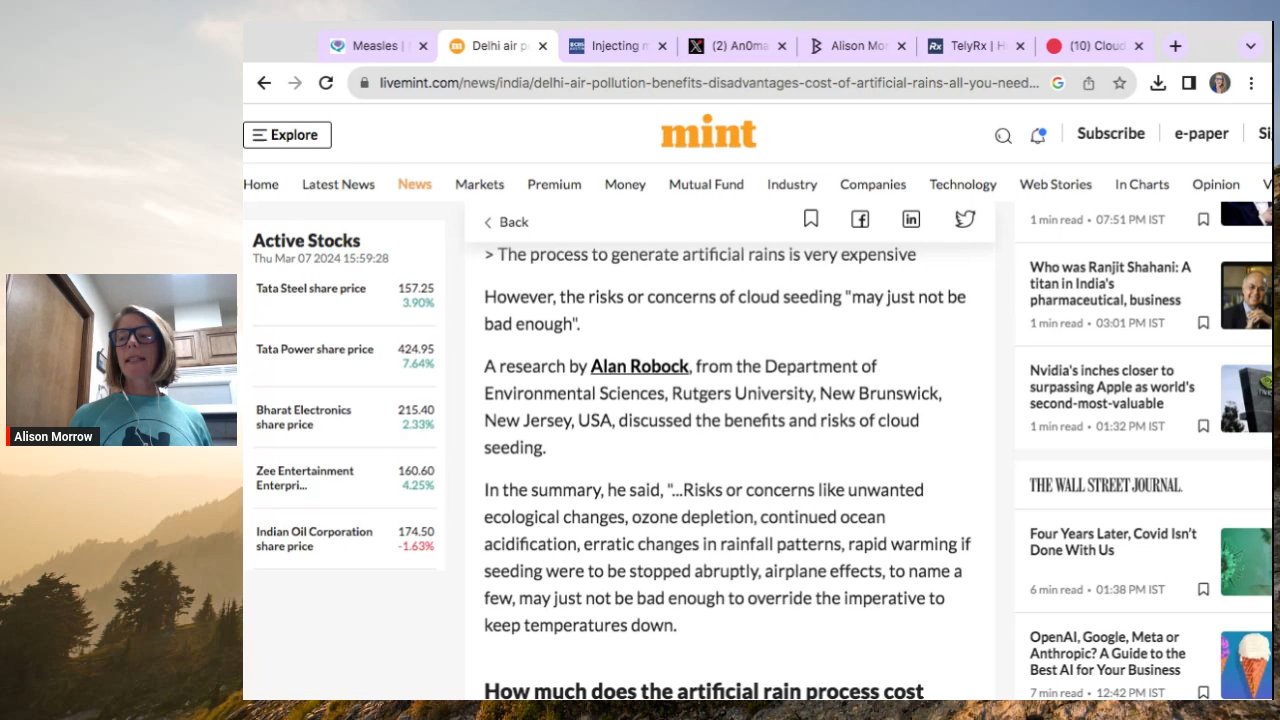 Measles |
Delhi air p
Injecting m
(2) An0ma
Alison Mor
TelyRx | H
(10) Cloud
livemint.com/news/india/delhi-air-pollution-benefits-disadvantages-cost-of-artificial-rains-all-you-need...
Explore
mint
Subscribe
e-paper
Si
Home
Latest News
News
Markets
Premium
Money
Mutual Fund
Industry
Companies
Technology
Web Stories
In Charts
Opinion
V
Active Stocks
Thu Mar 07 2024 15:59:28
Tata Steel share price
157.25
3.90%
Tata Power share price
424.95
7.64%
Bharat Electronics
share price
215.40
2.33%
Zee Entertainment
Enterpri...
160.60
4.25%
Indian Oil Corporation
share price
174.50
-1.63%
Back
> The process to generate artificial rains is very expensive
However, the risks or concerns of cloud seeding "may just not be
bad enough".
A research by Alan Robock, from the Department of
Environmental Sciences, Rutgers University, New Brunswick,
New Jersey, USA, discussed the benefits and risks of cloud
seeding.
In the summary, he said, "...Risks or concerns like unwanted
ecological changes, ozone depletion, continued ocean
acidification, erratic changes in rainfall patterns, rapid warming if
seeding were to be stopped abruptly, airplane effects, to name a
few, may just not be bad enough to override the imperative to
keep temperatures down.
How much does the artificial rain process cost
1 min read • 07:51 PM IST
Who was Ranjit Shahani: A
titan in India's
pharmaceutical, business
1 min read • 03:01 PM IST
Nvidia's inches closer to
surpassing Apple as world's
second-most-valuable
1 min read • 01:32 PM IST
THE WALL STREET JOURNAL.
Four Years Later, Covid Isn't
Done With Us
6 min read • 01:38 PM IST
OpenAI, Google, Meta or
Anthropic? A Guide to the
Best AI for Your Business
7 min read • 12:42 PM IST
Alison Morrow